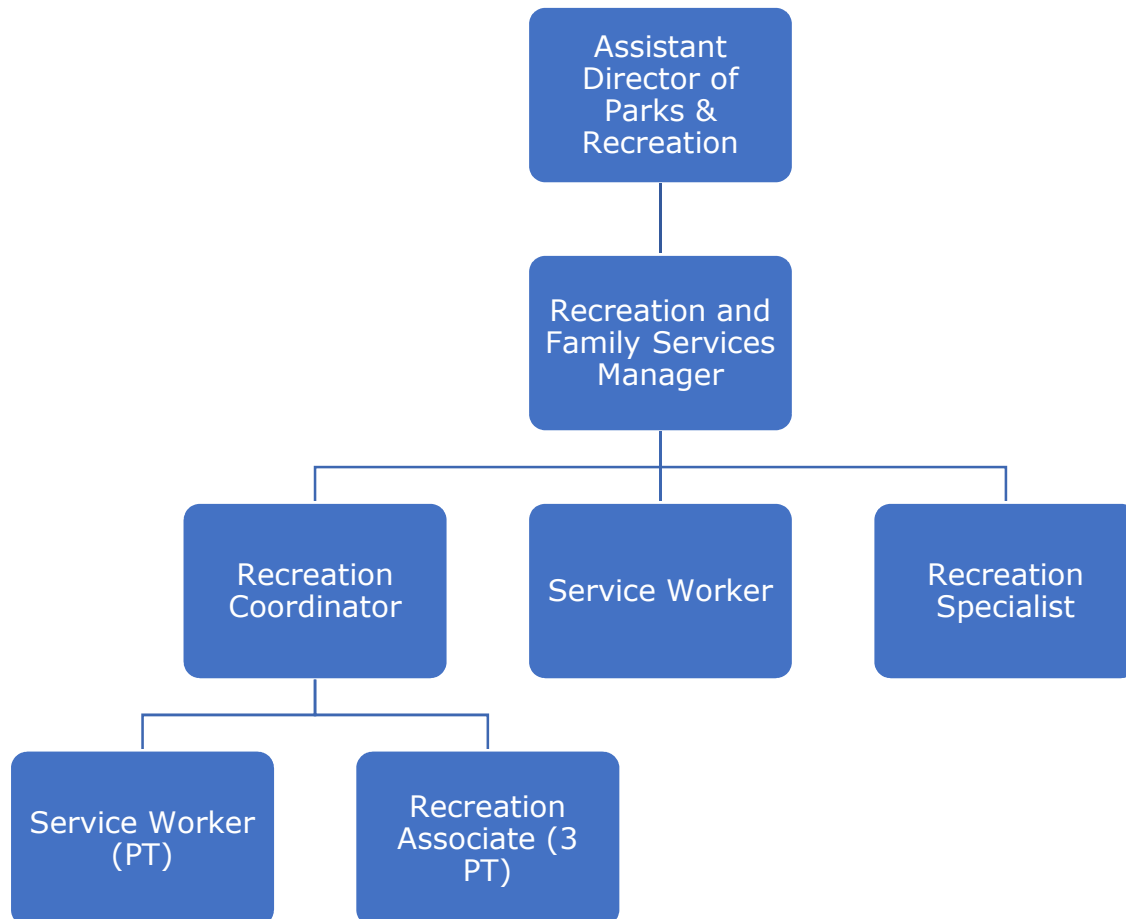 Assistant
Director of
Parks &
Recreation
Recreation and
Family Services
Manager
Recreation
Coordinator
Service Worker
Recreation
Specialist
Service Worker
(PT)
Recreation
Associate (3
PT)